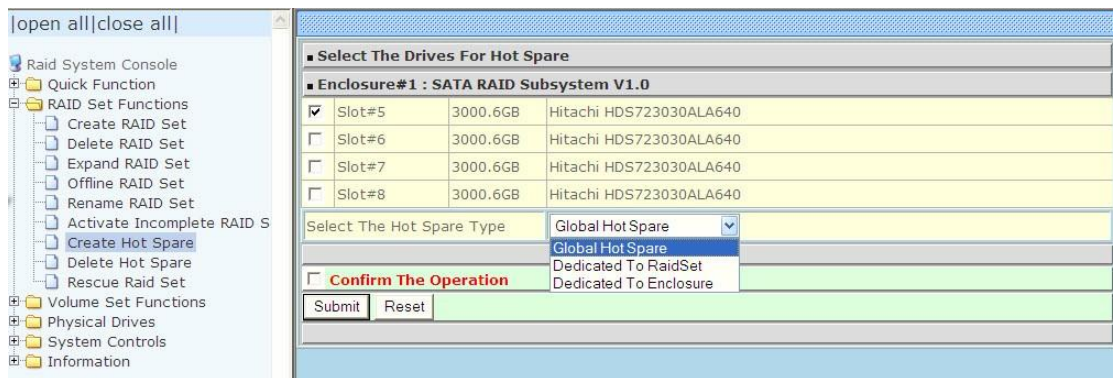 |open all|close all|
Raid System Console
Quick Function
RAID Set Functions
Create RAID Set
Delete RAID Set
Expand RAID Set
Offline RAID Set
Rename RAID Set
Activate Incomplete RAID S
Create Hot Spare
Delete Hot Spare
Rescue Raid Set
Volume Set Functions
Physical Drives
System Controls
Information
Select The Drives For Hot Spare
Enclosure#1 : SATA RAID Subsystem V1.0
Slot#5 3000.6GB Hitachi HDS723030ALA640
Slot#6 3000.6GB Hitachi HDS723030ALA640
Slot#7 3000.6GB Hitachi HDS723030ALA640
Slot#8 3000.6GB Hitachi HDS723030ALA640
Select The Hot Spare Type Global Hot Spare
Global Hot Spare
Dedicated To RaidSet
Dedicated To Enclosure
Confirm The Operation
Submit Reset